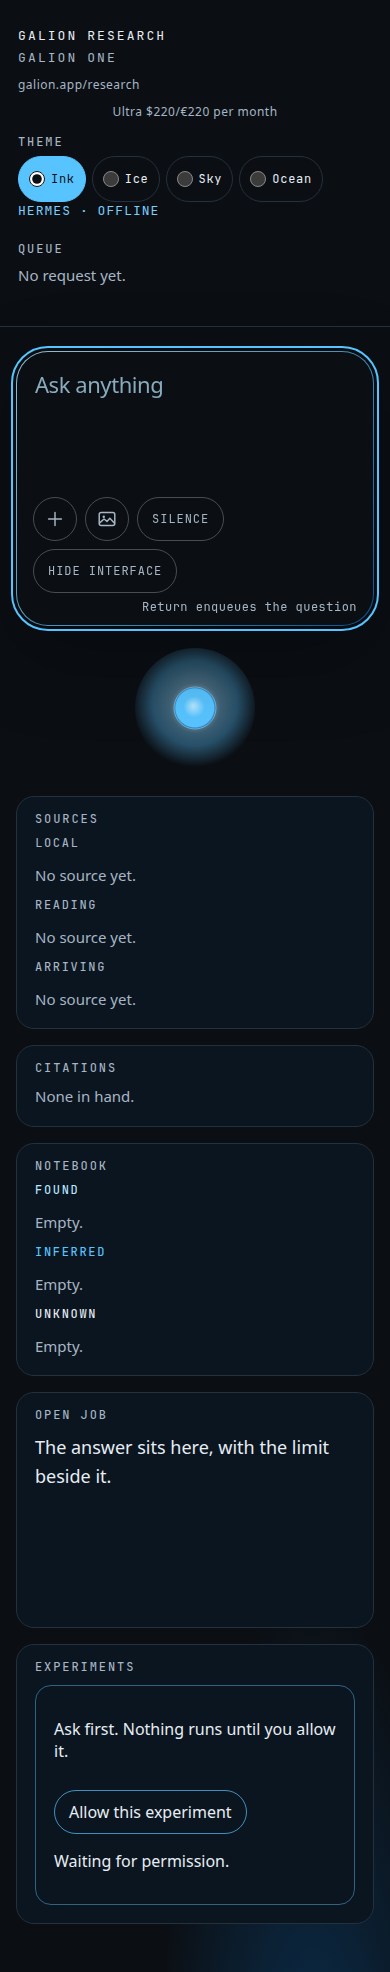 GALION RESEARCH
GALION ONE
galion.app/research
Ultra $220/€220 per month
THEME
Ink Ice Sky Ocean
HERMES · OFFLINE
QUEUE
No request yet.
Ask anything
SILENCE
HIDE INTERFACE
Return enqueues the question
SOURCES
LOCAL
No source yet.
READING
No source yet.
ARRIVING
No source yet.
CITATIONS
None in hand.
NOTEBOOK
FOUND
Empty.
INFERRED
Empty.
UNKNOWN
Empty.
OPEN JOB
The answer sits here, with the limit
beside it.
EXPERIMENTS
Ask first. Nothing runs until you allow
it.
Allow this experiment
Waiting for permission.